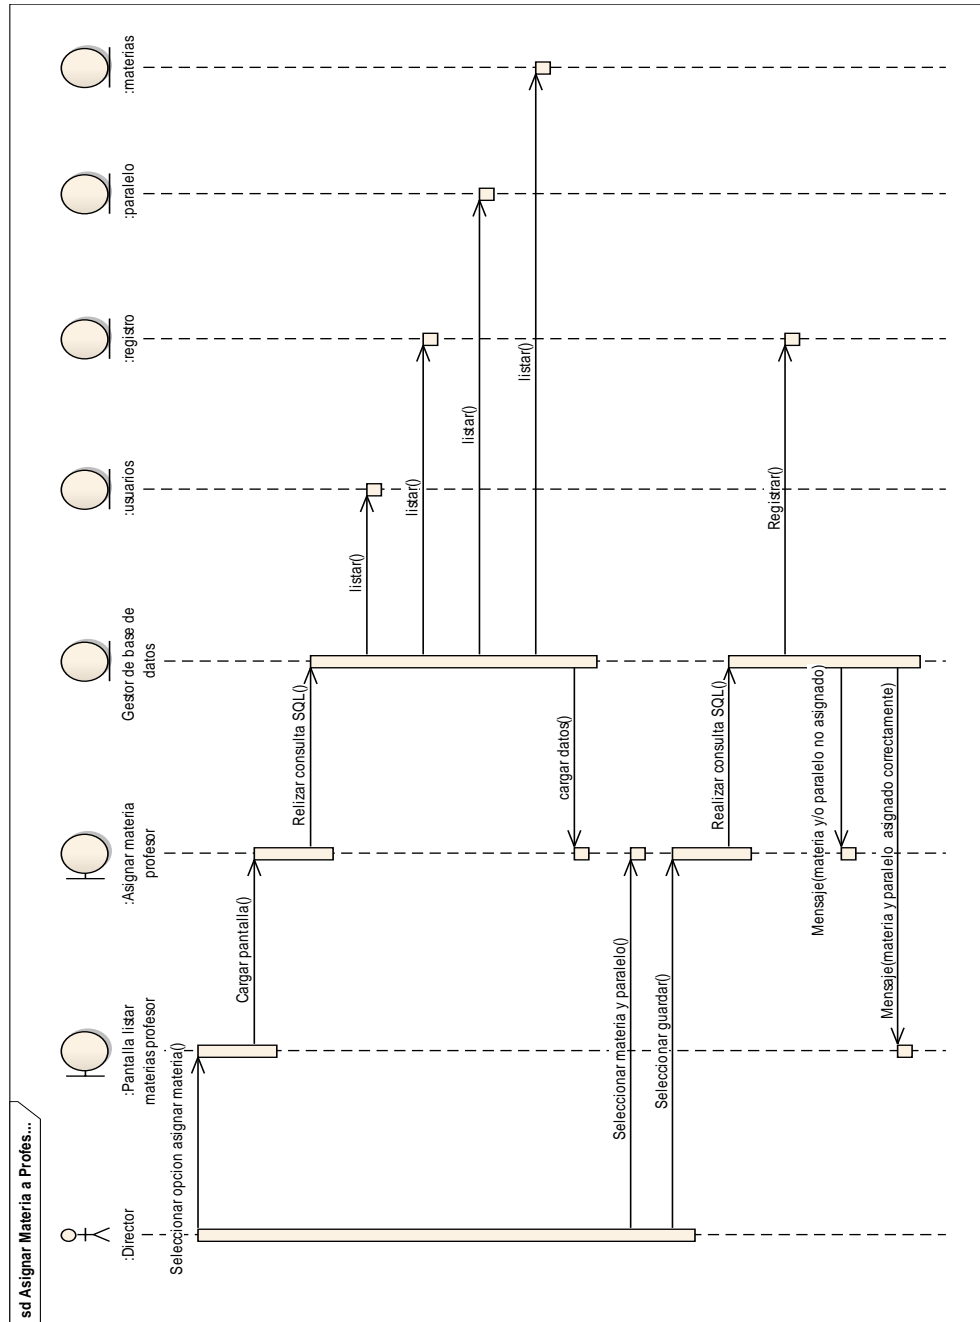 sd Asignar Materia a Profes...
:Director
:Pantalla listar
materias profesor
:Asignar materia
profesor
Gestor de base de
datos
:usuarios
:registro
:paralelo
:materias
Seleccionar opcion asignar materia()
Cargar pantalla()
Relizar consulta SQL()
listar()
listar()
listar()
listar()
cargar datos()
Seleccionar materia y paralelo()
Seleccionar guardar()
Realizar consulta SQL()
Registrar()
Mensaje(materia y/o paralelo no asignado)
Mensaje(materia y paralelo asignado correctamente)